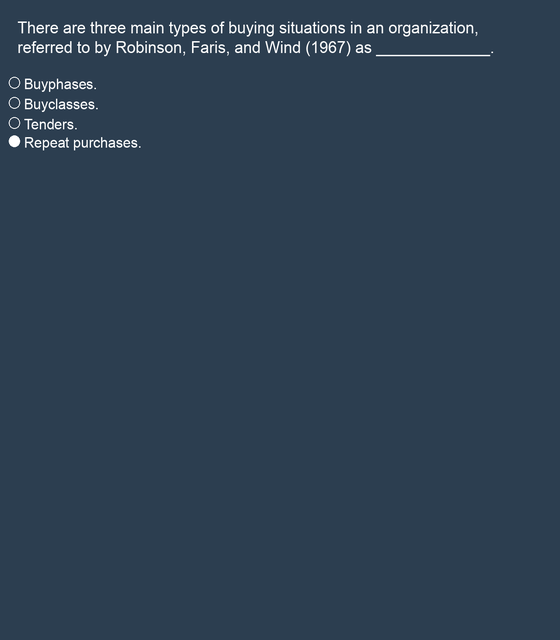 There are three main types of buying situations in an organization,
referred to by Robinson, Faris, and Wind (1967) as _____________.
Buyphases.
Buyclasses.
Tenders.
Repeat purchases.